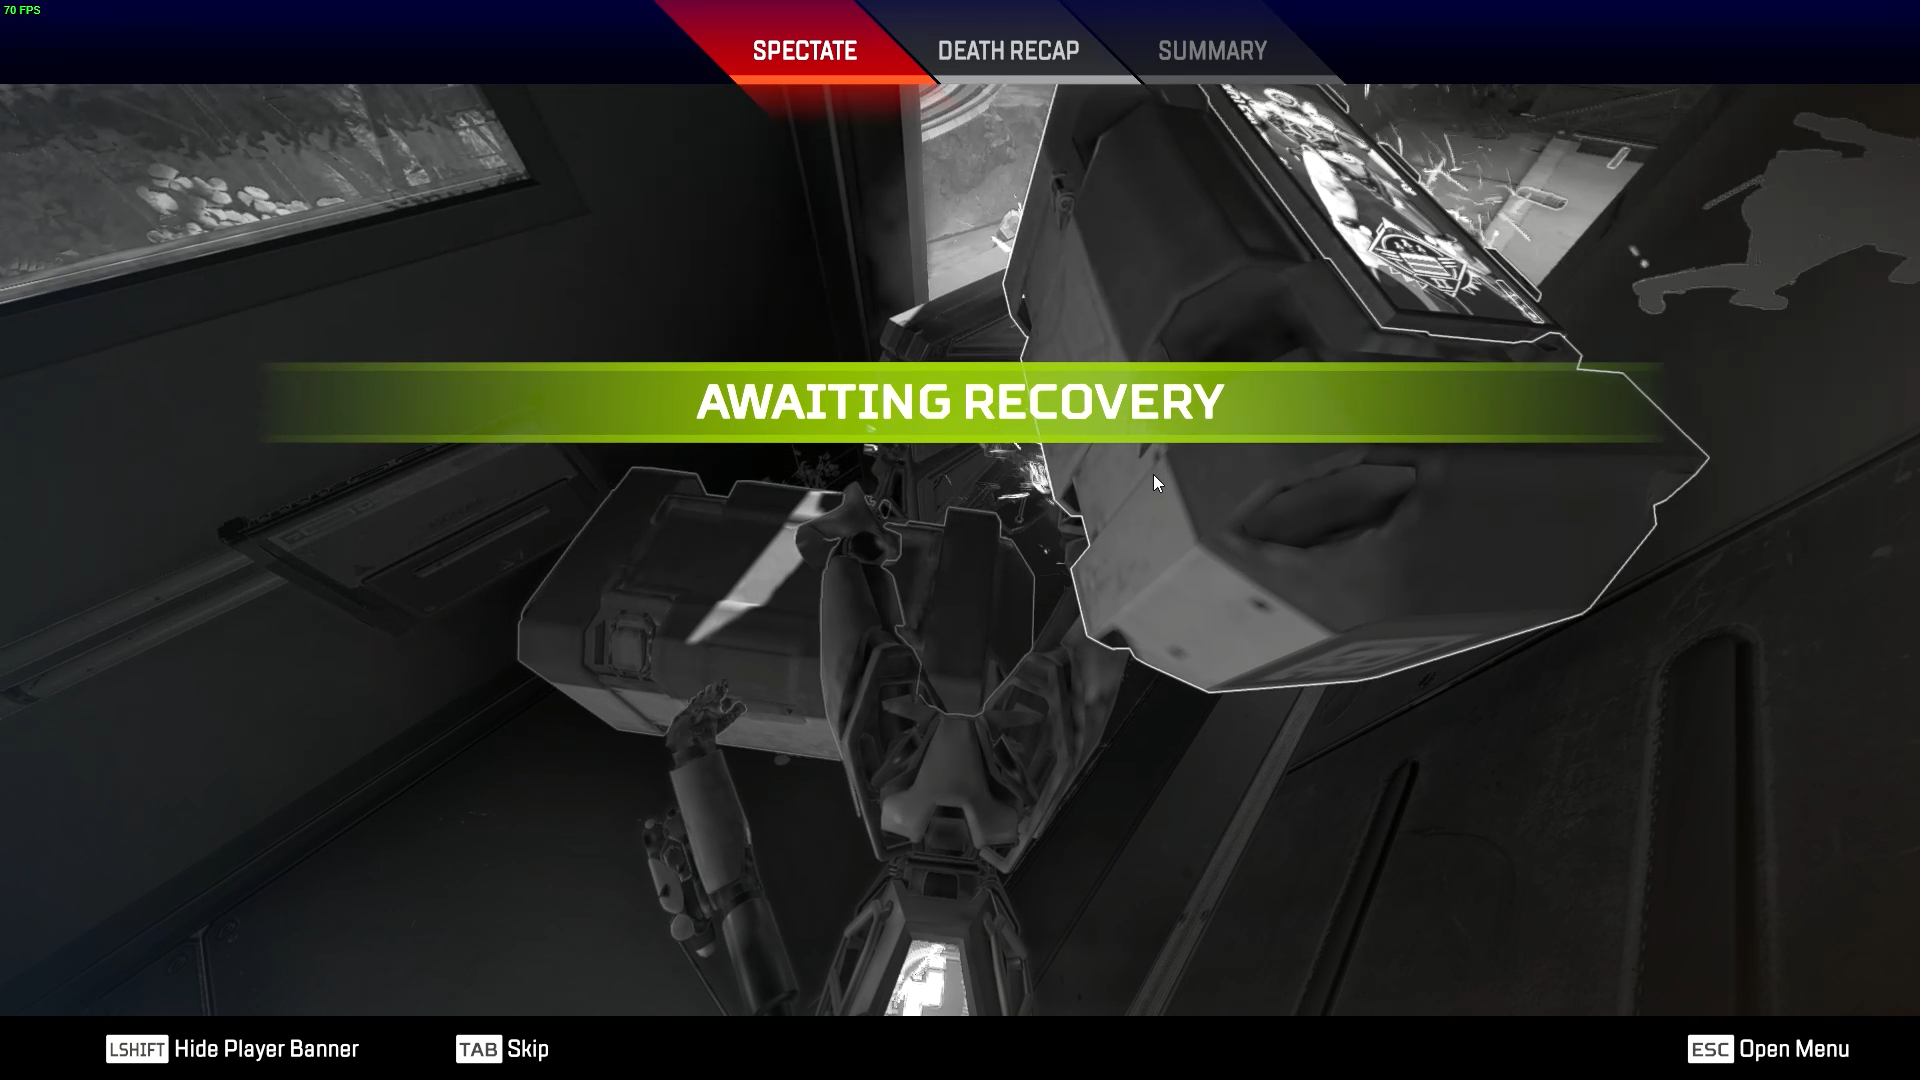 70 FPS
SPECTATE
DEATH RECAP
SUMMARY
AWAITING RECOVERY
LSHIFT Hide Player Banner
TAB Skip
ESC Open Menu